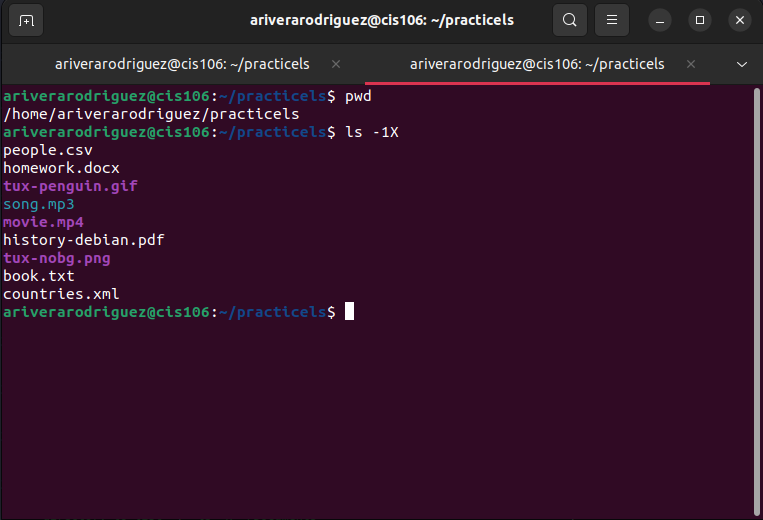 ariverarodriguez@cis106: ~/practicels
ariverarodriguez@cis106: ~/practicels
ariverarodriguez@cis106: ~/practicels
ariverarodriguez@cis106:~/practicels$ pwd
/home/ariverarodriguez/practicels
ariverarodriguez@cis106:~/practicels$ ls -1X
people.csv
homework.docx
tux-penguin.gif
song.mp3
movie.mp4
history-debian.pdf
tux-nobg.png
book.txt
countries.xml
ariverarodriguez@cis106:~/practicels$